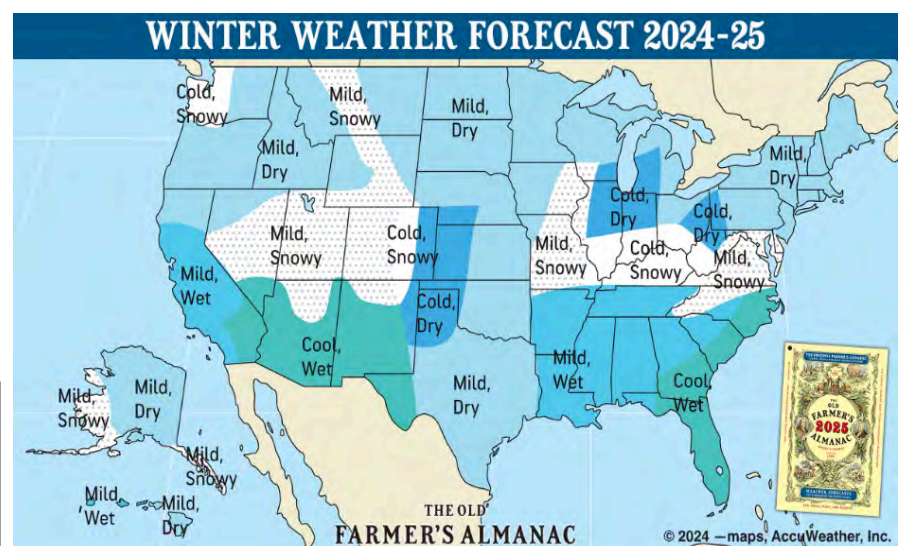 WINTER WEATHER FORECAST 2024-25
Cold,
Snowy
Mild,
Snowy
Mild,
Dry
Mild,
Dry
Mild,
Dry
Cold,
Dry
Cold,
Dry
Mild,
Snowy
Cold,
Snowy
Mild,
Snowy
Cold,
Snowy
Mild,
Snowy
Mild,
Wet
Cold,
Dry
Cool,
Wet
Mild,
Dry
Mild,
Wet
Cool,
Wet
Mild,
Snowy
Mild,
Dry
Mild,
Snowy
Mild,
Wet
Mild,
Dry
THE OLD
FARMER'S
2025
ALMANAC
THE OLD
FARMER'S ALMANAC
© 2024 —maps, AccuWeather, Inc.